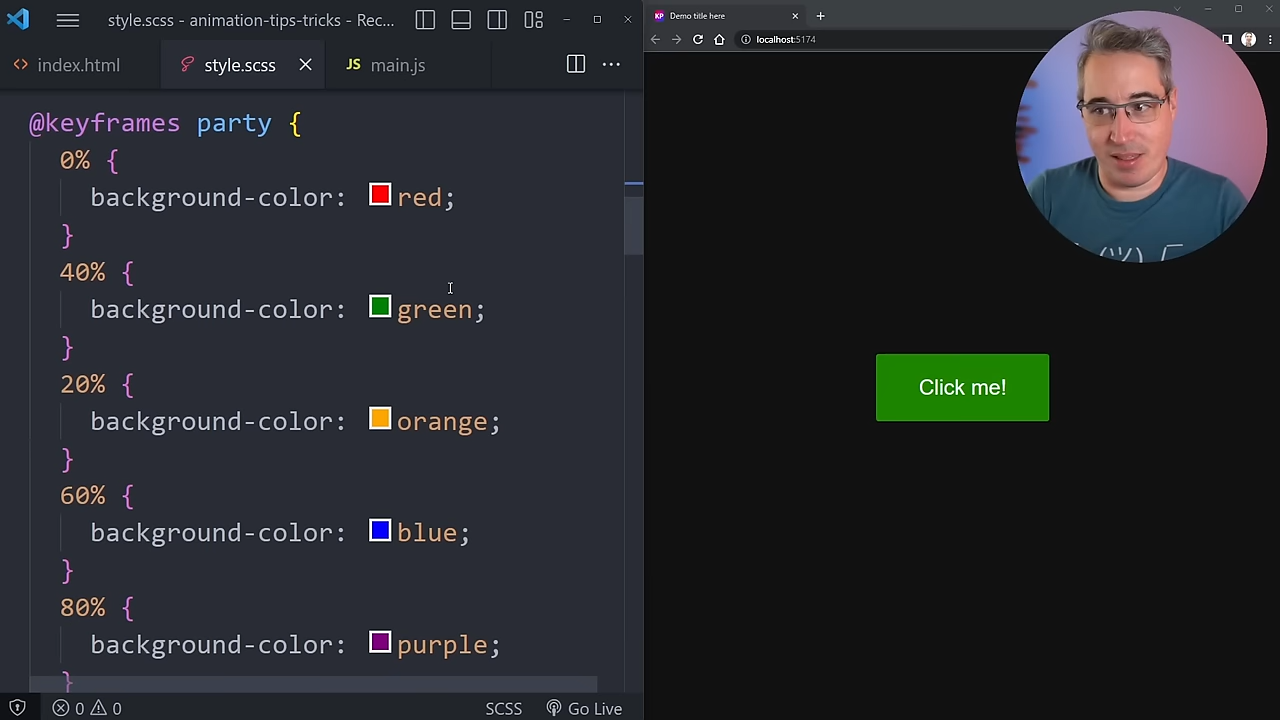 style.scss - animation-tips-tricks - Rec...
index.html
style.scss
JS main.js
@keyframes party {
0% {
background-color: red;
}
40% {
background-color: green;
}
20% {
background-color: orange;
}
60% {
background-color: blue;
}
80% {
background-color: purple;
}
0 0
SCSS
Go Live
KP Demo title here
localhost:5174
Click me!